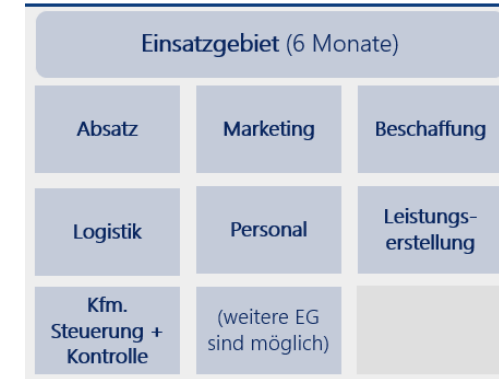 Einsatzgebiet (6 Monate)
Absatz
Marketing
Beschaffung
Logistik
Personal
Leistungs-
erstellung
Kfm.
Steuerung +
Kontrolle
(weitere EG
sind möglich)